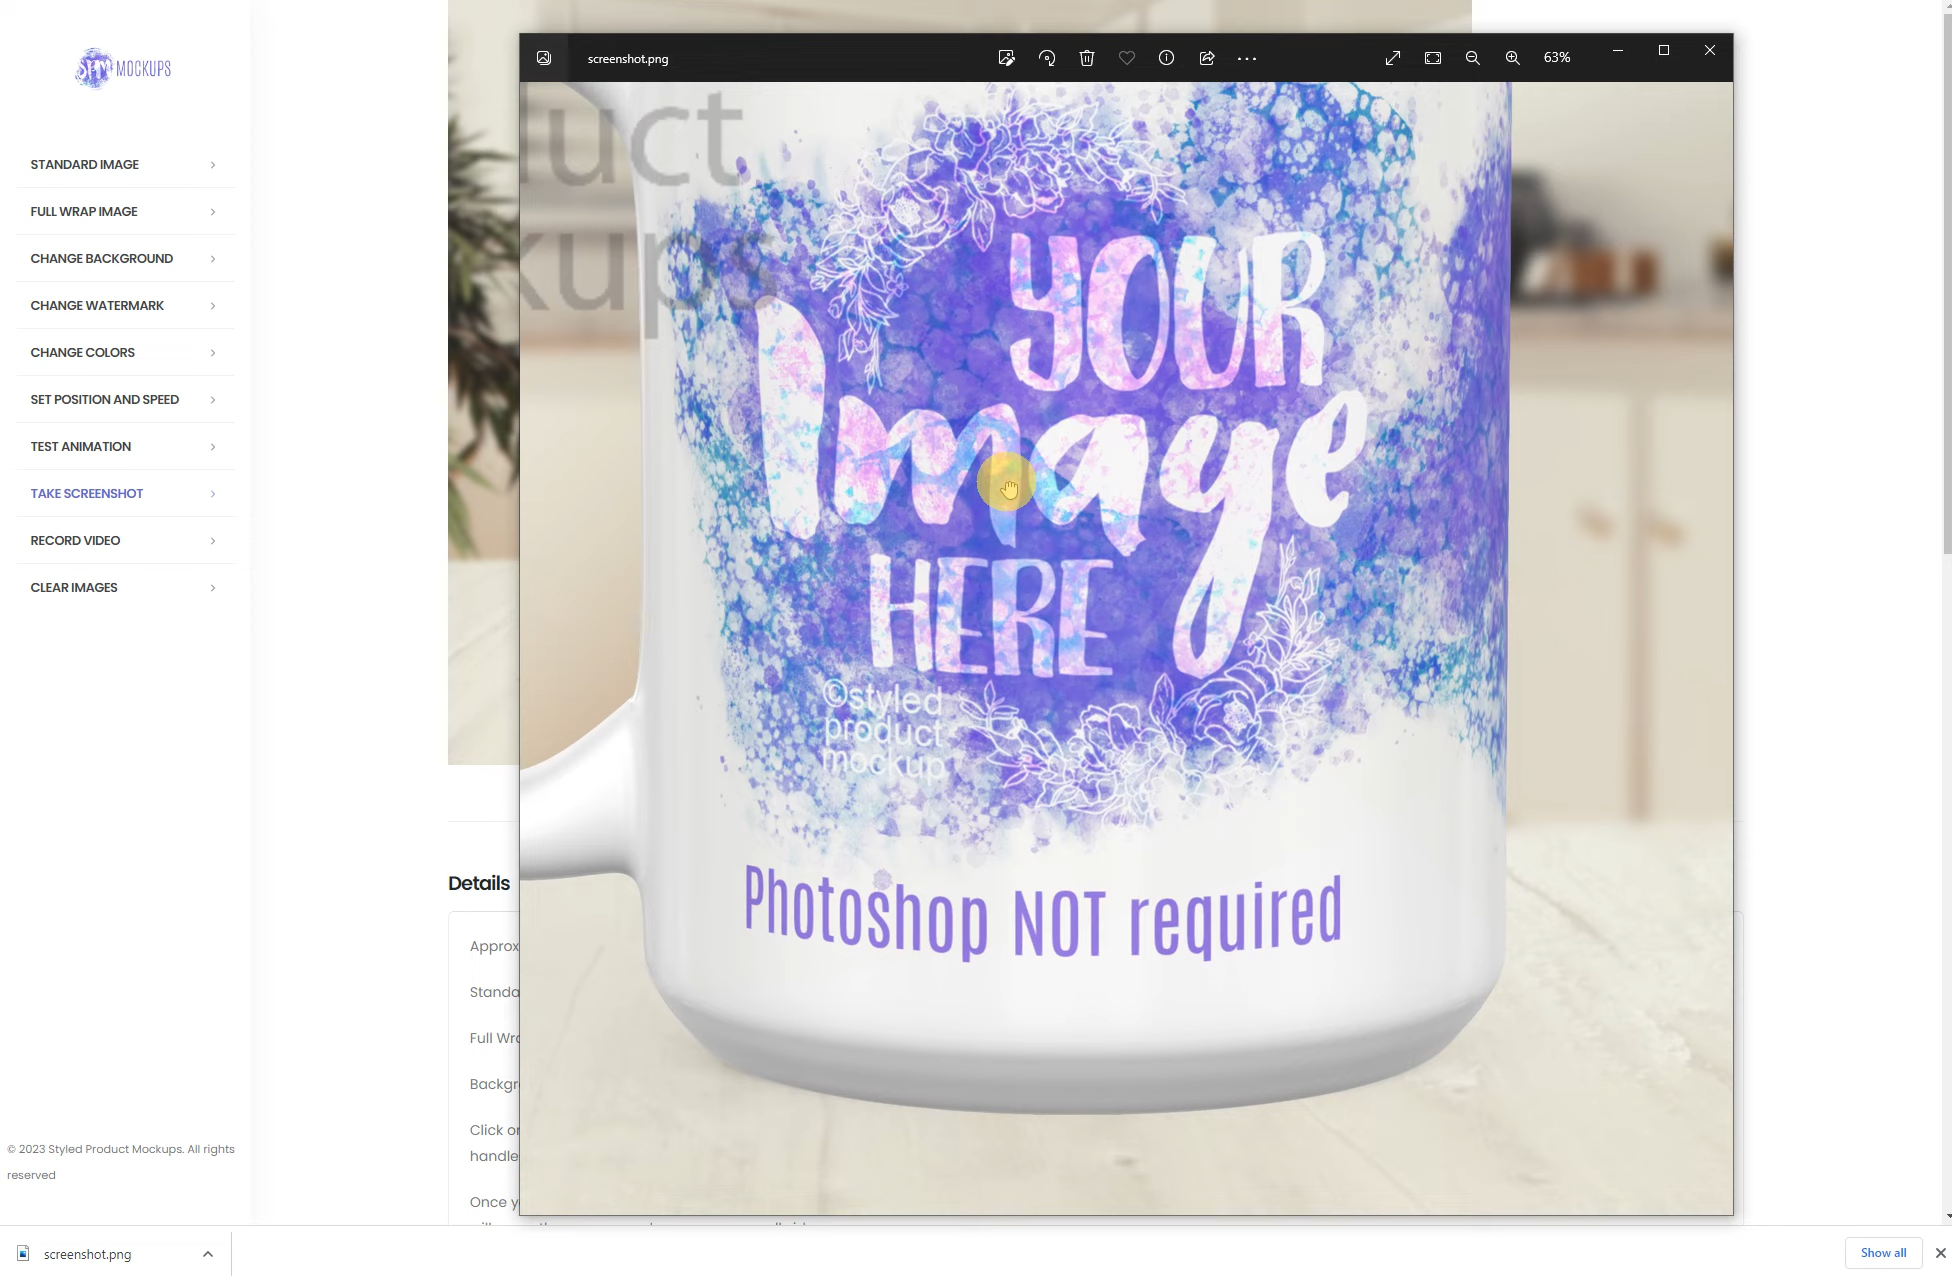 SPM MOCKUPS
STANDARD IMAGE
FULL WRAP IMAGE
CHANGE BACKGROUND
CHANGE WATERMARK
CHANGE COLORS
SET POSITION AND SPEED
TEST ANIMATION
TAKE SCREENSHOT
RECORD VIDEO
CLEAR IMAGES
© 2023 Styled Product Mockups. All rights
reserved
screenshot.png
63%
duct
kups
YOUR
Image
HERE
©styled
product
mockup
Photoshop NOT required
Details
Approx
Standa
Full Wr
Backgr
Click o
handle
Once y
screenshot.png
Show all